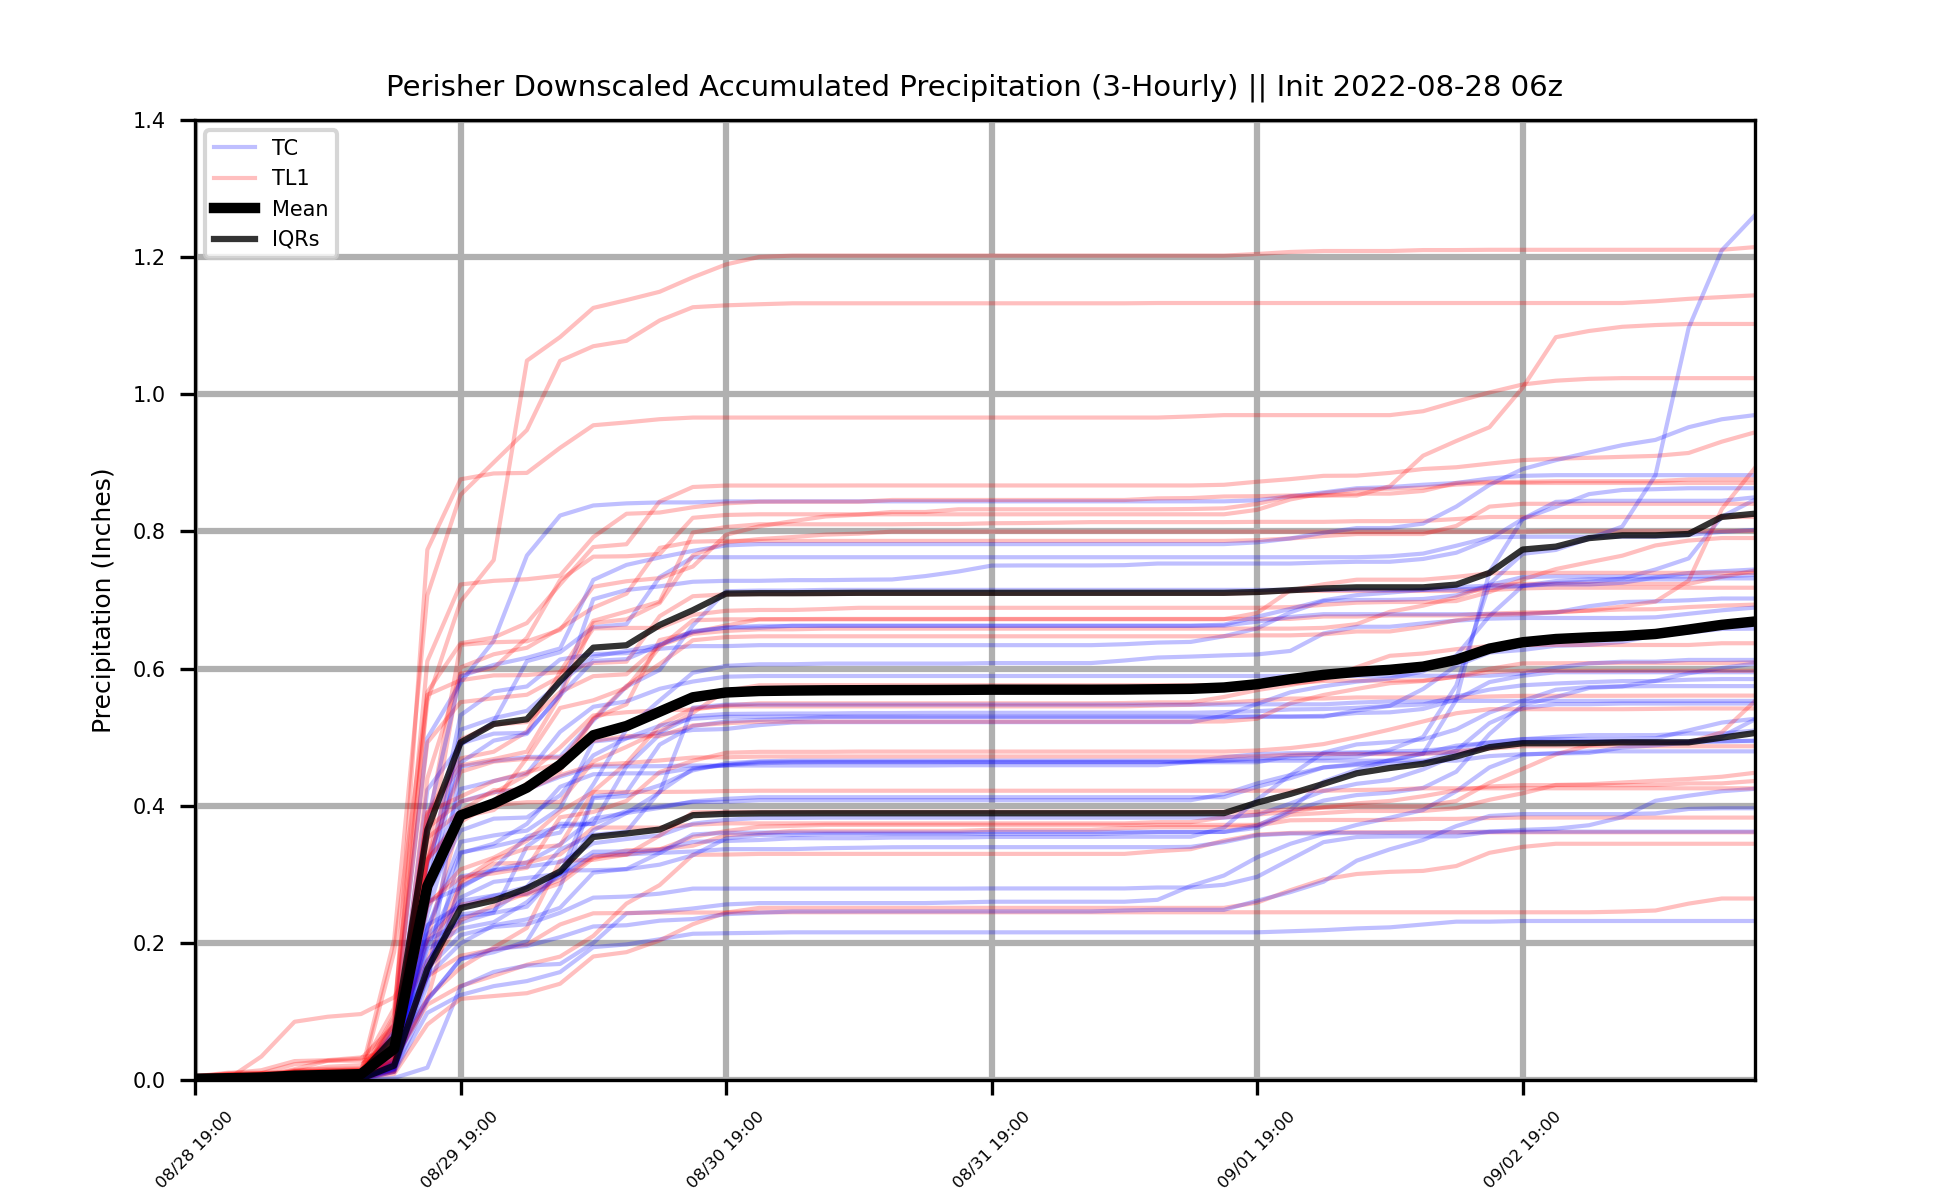 Perisher Downscaled Accumulated Precipitation (3-Hourly) || Init 2022-08-28 06z
Precipitation (Inches)
1.4
1.2
1.0
0.8
0.6
0.4
0.2
0.0
TC
TL1
Mean
IQRs
08/28 19:00
08/29 19:00
08/30 19:00
08/31 19:00
09/01 19:00
09/02 19:00